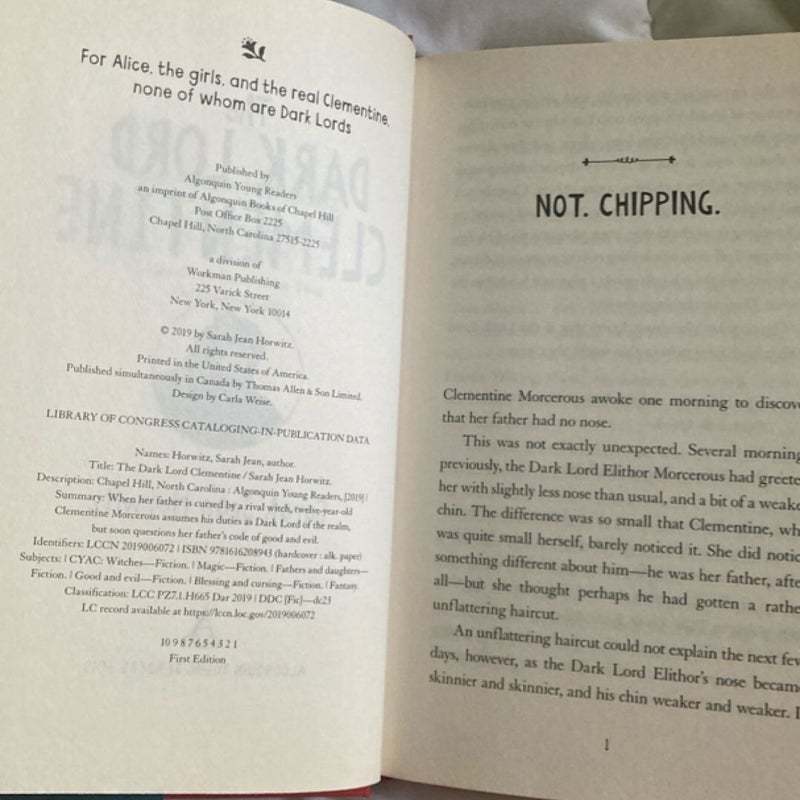 For Alice, the girls, and the real Clementine,
none of whom are Dark Lords
Published by
Algonquin Young Readers
an imprint of Algonquin Books of Chapel Hill
Post Office Box 2225
Chapel Hill, North Carolina 27515-2225
a division of
Workman Publishing
225 Varick Street
New York, New York 10014
© 2019 by Sarah Jean Horwitz.
All rights reserved.
Printed in the United States of America.
Published simultaneously in Canada by Thomas Allen & Son Limited.
Design by Carla Weise.
LIBRARY OF CONGRESS CATALOGING-IN-PUBLICATION DATA
Names: Horwitz, Sarah Jean, author.
Title: The Dark Lord Clementine / Sarah Jean Horwitz.
Description: Chapel Hill, North Carolina : Algonquin Young Readers, [2019] |
Summary: When her father is cursed by a rival witch, twelve-year-old
Clementine Morcerous assumes his duties as Dark Lord of the realm,
but soon questions her father's code of good and evil.
Identifiers: LCCN 2019006072 | ISBN 9781616208943 (hardcover : alk. paper)
Subjects: | CYAC: Witches—Fiction. | Magic—Fiction. | Fathers and daughters—
Fiction. | Good and evil—Fiction. | Blessing and cursing—Fiction. | Fantasy.
Classification: LCC PZ7.1.H665 Dar 2019 | DDC [Fic]—dc23
LC record available at https://lccn.loc.gov/2019006072
10 9 8 7 6 5 4 3 2 1
First Edition
NOT. CHIPPING.
Clementine Morcerous awoke one morning to discove
that her father had no nose.
This was not exactly unexpected. Several morning
previously, the Dark Lord Elithor Morcerous had greete
her with slightly less nose than usual, and a bit of a weake
chin. The difference was so small that Clementine, wh
was quite small herself, barely noticed it. She did notic
something different about him—he was her father, afte
all—but she thought perhaps he had gotten a rathe
unflattering haircut.
An unflattering haircut could not explain the next few
days, however, as the Dark Lord Elithor's nose becam
skinnier and skinnier, and his chin weaker and weaker. I
1